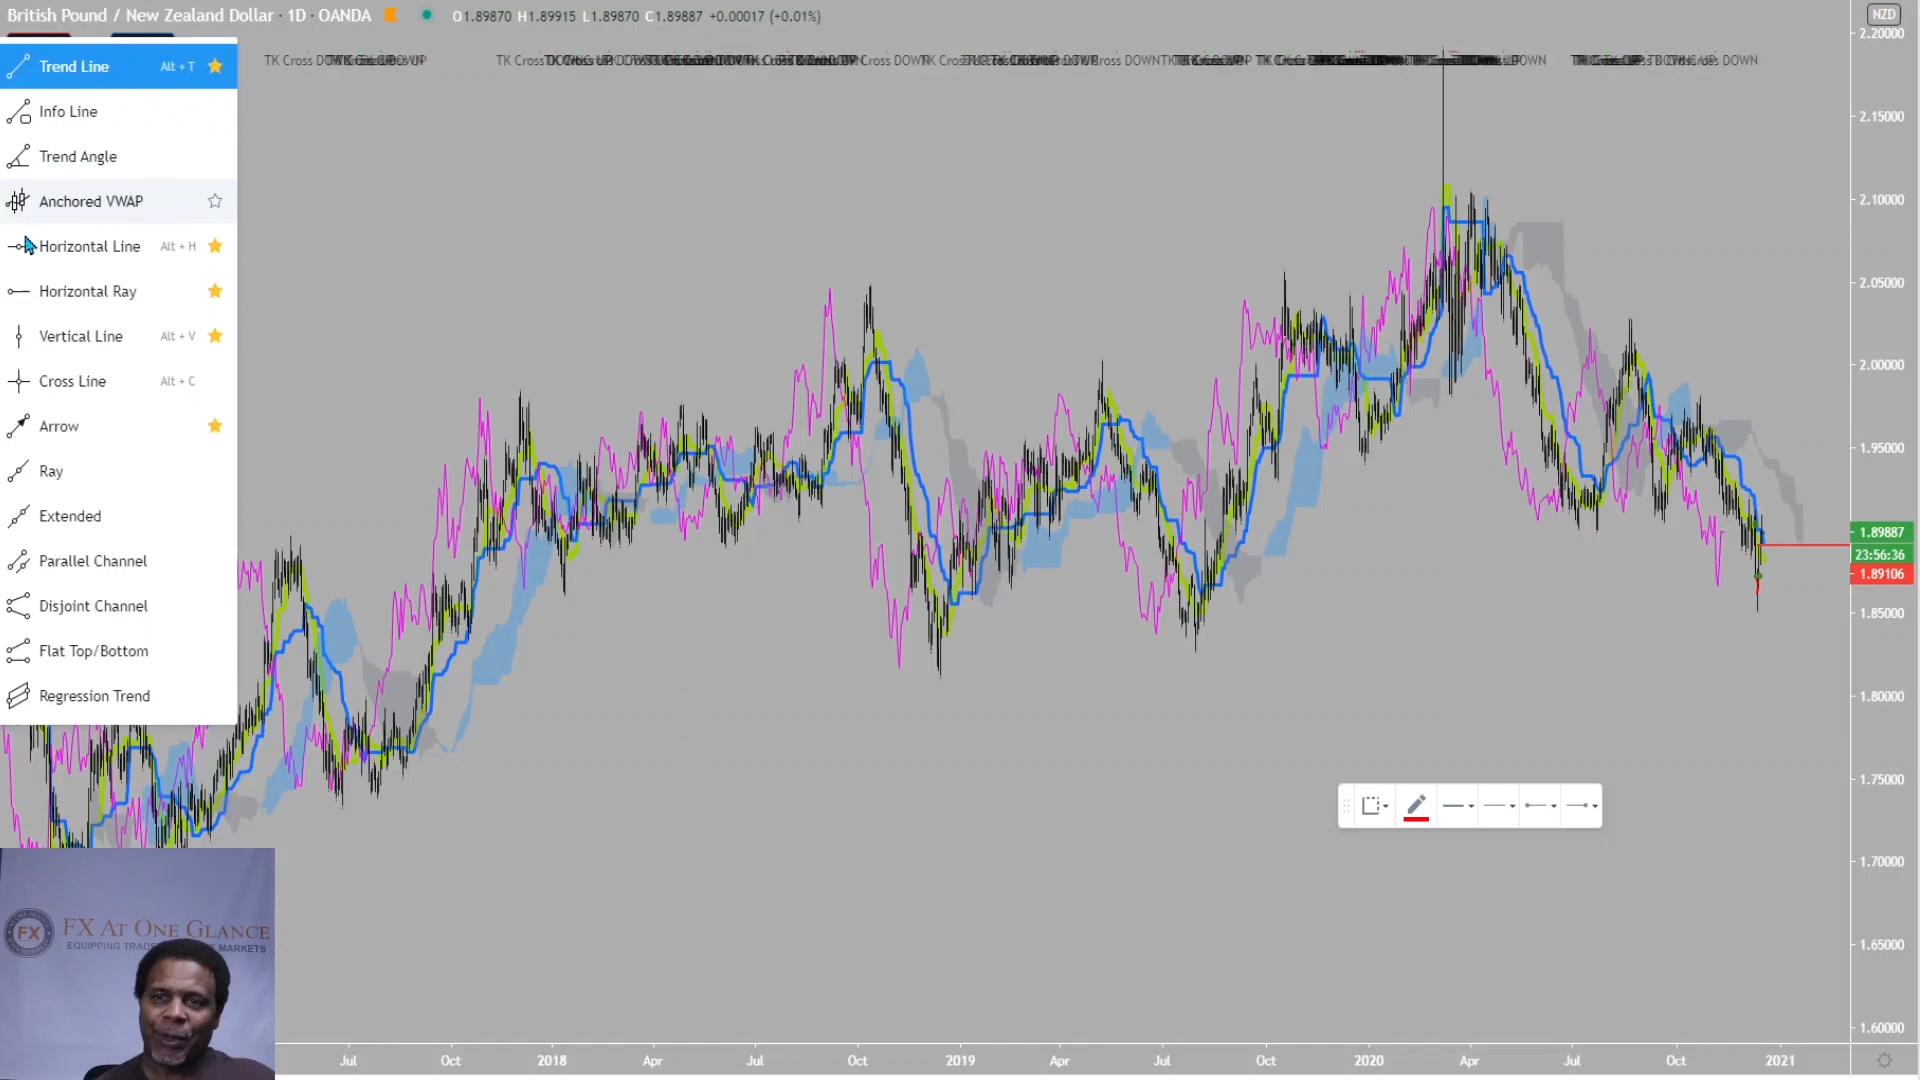 British Pound / New Zealand Dollar · 1D · OANDA O1.89870 H1.89915 L1.89870 C1.89887 +0.00017 (+0.01%)
NZD
2.20000
Trend Line Alt + T
Info Line
Trend Angle
Anchored VWAP
Horizontal Line Alt + H
Horizontal Ray
Vertical Line Alt + V
Cross Line Alt + C
Arrow
Ray
Extended
Parallel Channel
Disjoint Channel
Flat Top/Bottom
Regression Trend
TK Cross
2.15000
2.10000
2.05000
2.00000
1.95000
1.89887
23:56:36
1.89106
1.85000
1.80000
1.75000
1.70000
1.65000
1.60000
FX
FX AT ONE GLANCE
EQUIPPING MARKETS
Jul Oct 2018 Apr Jul Oct 2019 Apr Jul Oct 2020 Apr Jul Oct 2021